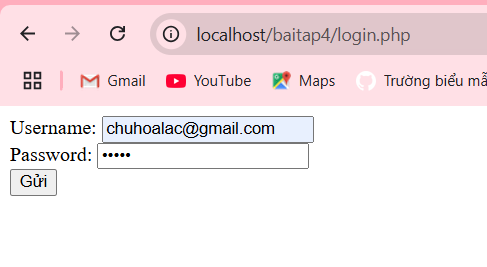 localhost/baitap4/login.php
Gmail YouTube Maps Trường biểu mẫ
Username: chuhoalac@gmail.com
Password: •••••
Gửi